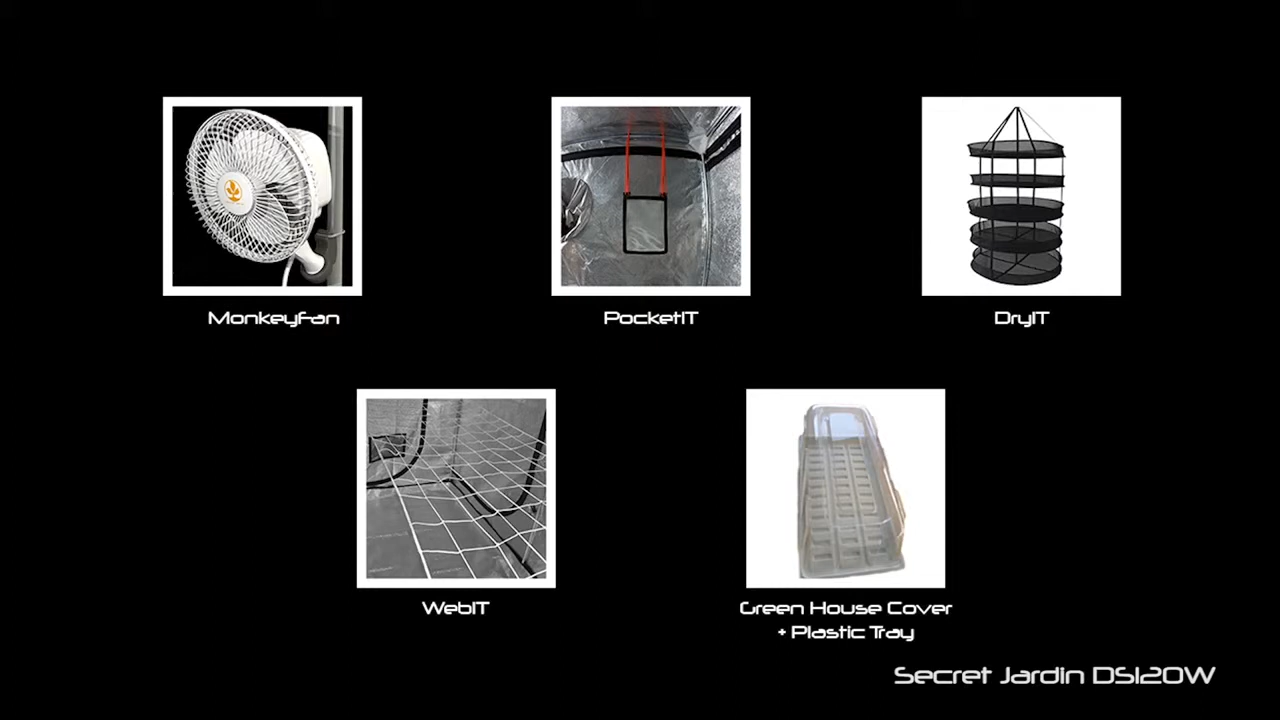 MonkeyFan
PocketIT
DryIT
WebIT
Green House Cover
+ Plastic Tray
Secret Jardin DS120W